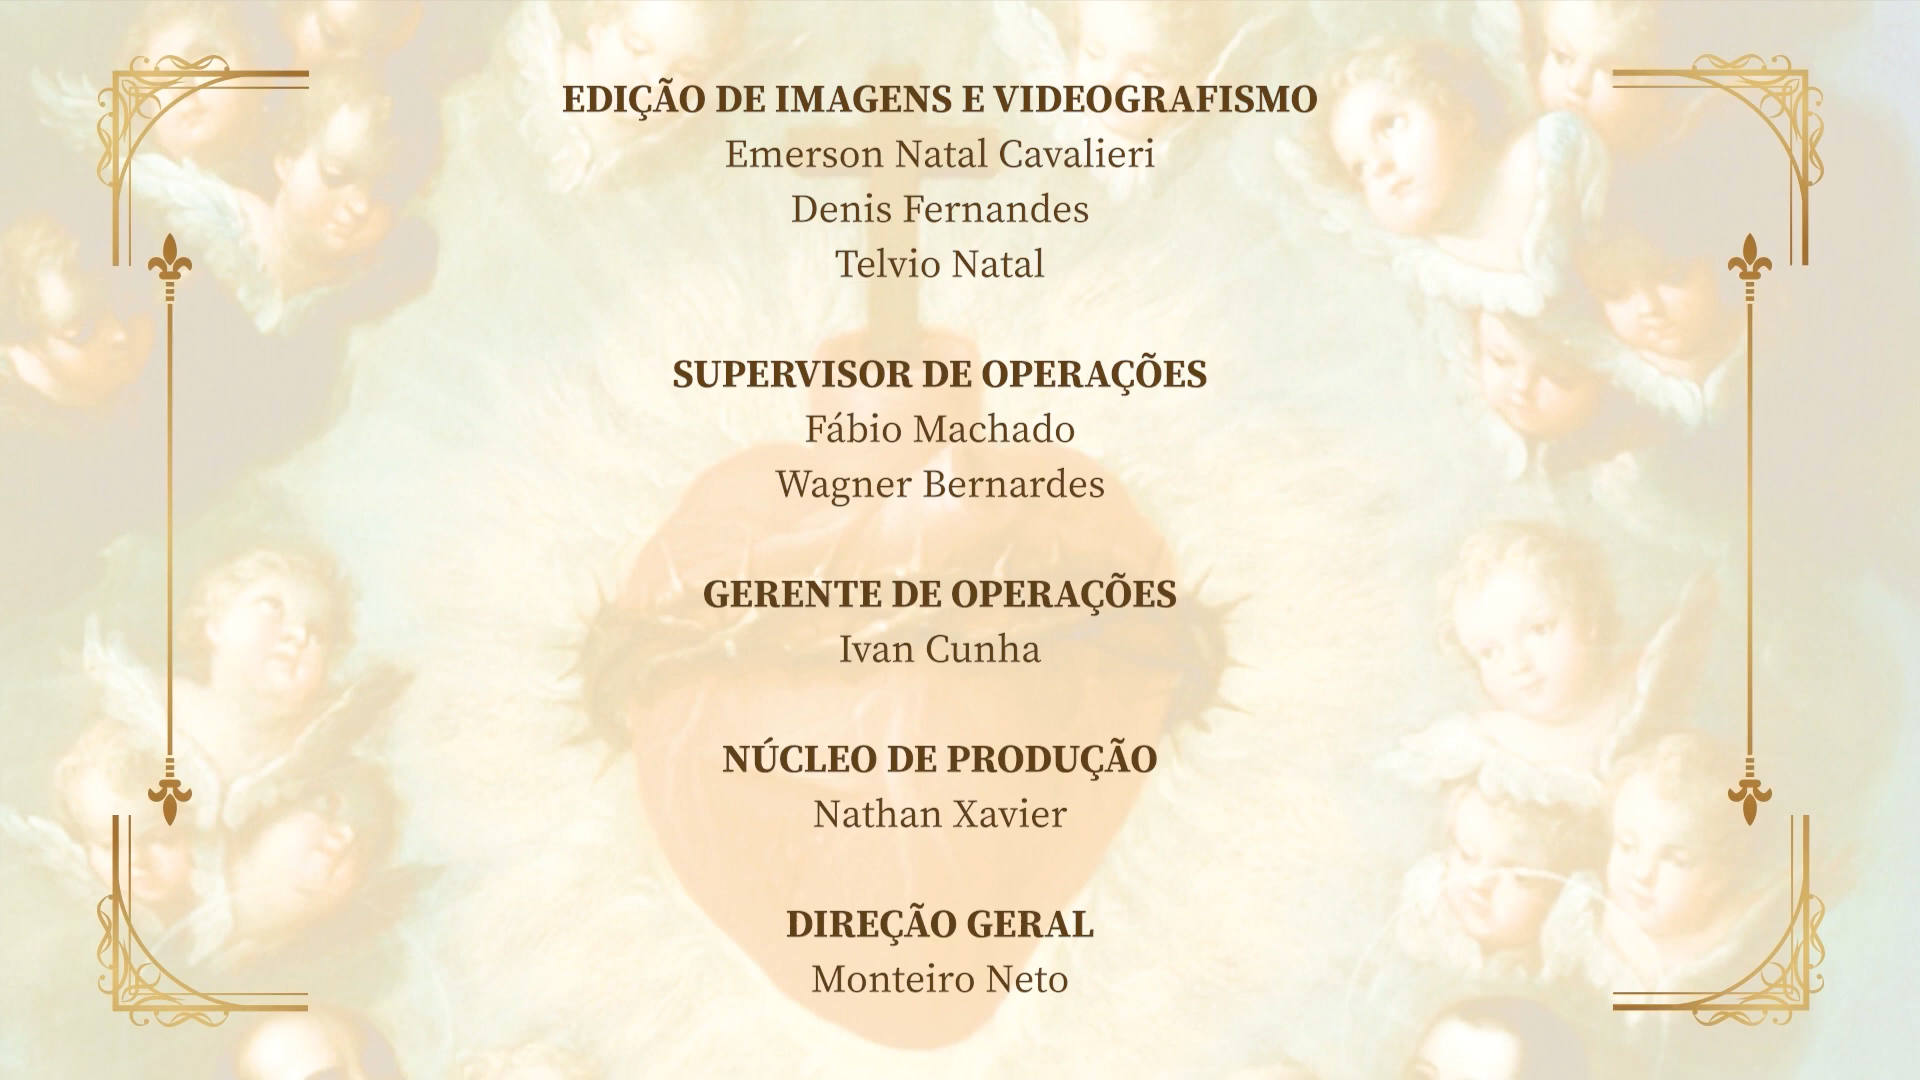 EDIÇÃO DE IMAGENS E VIDEOGRAFISMO
Emerson Natal Cavalieri
Denis Fernandes
Telvio Natal
SUPERVISOR DE OPERAÇÕES
Fábio Machado
Wagner Bernardes
GERENTE DE OPERAÇÕES
Ivan Cunha
NÚCLEO DE PRODUÇÃO
Nathan Xavier
DIREÇÃO GERAL
Monteiro Neto